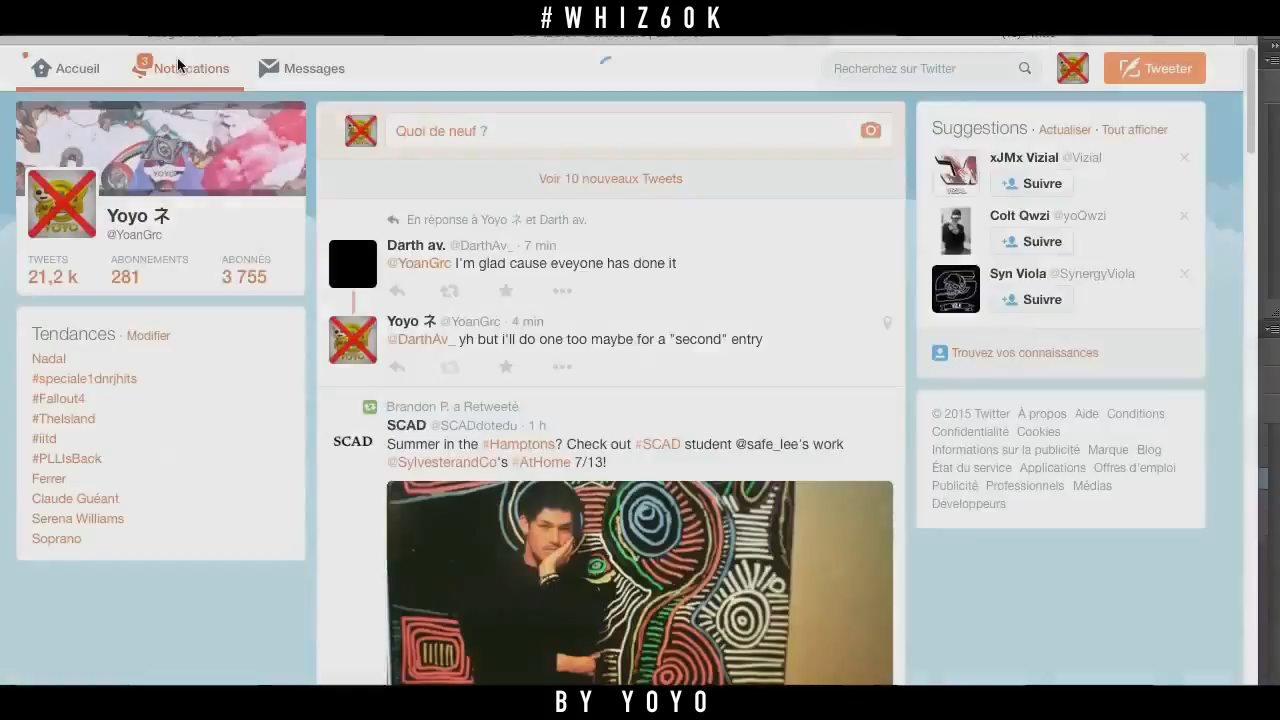 #WHIZ60K
Accueil
3
Notifications
Messages
Recherchez sur Twitter
Tweeter
Yoyo ネ
@YoanGrc
TWEETS ABONNEMENTS ABONNÉS
21,2 k 281 3 755
Tendances · Modifier
Nadal
#speciale1dnrjhits
#Fallout4
#TheIsland
#iitd
#PLLIsBack
Ferrer
Claude Guéant
Serena Williams
Soprano
Quoi de neuf ?
Voir 10 nouveaux Tweets
En réponse à Yoyo ネ et Darth av.
Darth av. @DarthAv_ · 7 min
@YoanGrc I'm glad cause eveyone has done it
Yoyo ネ @YoanGrc · 4 min
@DarthAv_ yh but i'll do one too maybe for a "second" entry
Brandon P. a Retweeté
SCAD
SCAD @SCADdotedu · 1 h
Summer in the #Hamptons? Check out #SCAD student @safe_lee's work
@SylvesterandCo's #AtHome 7/13!
Suggestions · Actualiser · Tout afficher
xJMx Vizial @Vizial
Suivre
Colt Qwzi @yoQwzi
Suivre
Syn Viola @SynergyViola
Suivre
Trouvez vos connaissances
© 2015 Twitter À propos Aide Conditions
Confidentialité Cookies
Informations sur la publicité Marque Blog
État du service Applications Offres d'emploi
Publicité Professionnels Médias
Développeurs
BY YOYO